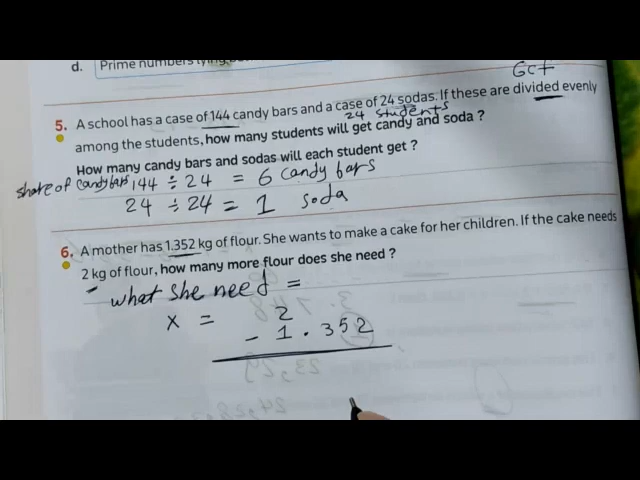 d. Prime numbers lying
Gcf
5. A school has a case of 144 candy bars and a case of 24 sodas. If these are divided evenly
24 students
among the students, how many students will get candy and soda ?
How many candy bars and sodas will each student get ?
share of candy bars 144 ÷ 24 = 6 candy bars
24 ÷ 24 = 1 soda
6. A mother has 1.352 kg of flour. She wants to make a cake for her children. If the cake needs
2 kg of flour, how many more flour does she need ?
what she need =
x = 2
- 1.352